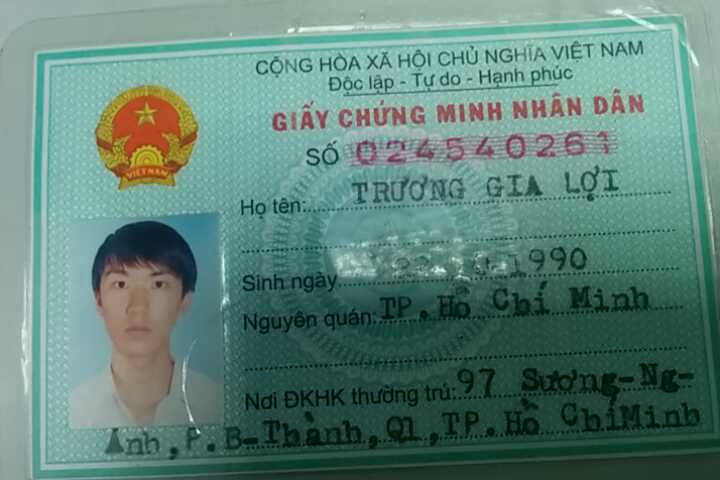 CỘNG HÒA XÃ HỘI CHỦ NGHĨA VIỆT NAM
Độc lập - Tự do - Hạnh phúc
GIẤY CHỨNG MINH NHÂN DÂN
SỐ 024540261
VIỆT NAM
Họ tên: TRƯƠNG GIA LỢI
Sinh ngày 1990
Nguyên quán: TP. Hồ Chí Minh
Nơi ĐKHK thường trú: 97 Sương-Ng-
Ánh, P. B-Thành, Q1, TP. Hồ ChíMinh